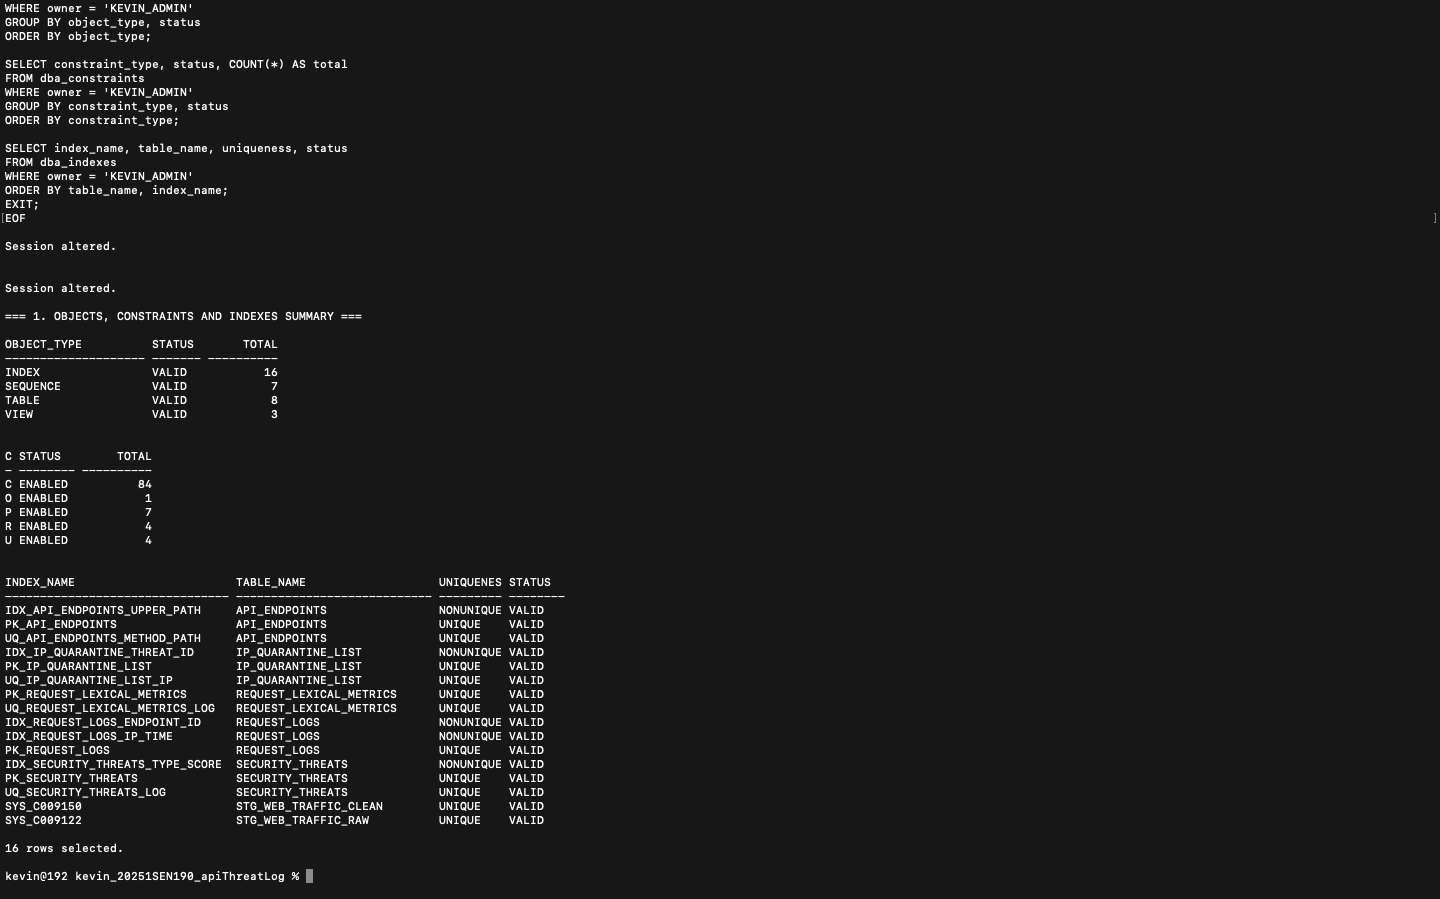 WHERE owner = 'KEVIN_ADMIN'
GROUP BY object_type, status
ORDER BY object_type;
SELECT constraint_type, status, COUNT(*) AS total
FROM dba_constraints
WHERE owner = 'KEVIN_ADMIN'
GROUP BY constraint_type, status
ORDER BY constraint_type;
SELECT index_name, table_name, uniqueness, status
FROM dba_indexes
WHERE owner = 'KEVIN_ADMIN'
ORDER BY table_name, index_name;
EXIT;
[EOF ]
Session altered.
Session altered.
=== 1. OBJECTS, CONSTRAINTS AND INDEXES SUMMARY ===
OBJECT_TYPE          STATUS       TOTAL
-------------------- ------- ----------
INDEX                VALID           16
SEQUENCE             VALID            7
TABLE                VALID            8
VIEW                 VALID            3
C STATUS        TOTAL
- -------- ----------
C ENABLED          84
O ENABLED           1
P ENABLED           7
R ENABLED           4
U ENABLED           4
INDEX_NAME                       TABLE_NAME                   UNIQUENES STATUS
-------------------------------- ---------------------------- --------- --------
IDX_API_ENDPOINTS_UPPER_PATH     API_ENDPOINTS                NONUNIQUE VALID
PK_API_ENDPOINTS                 API_ENDPOINTS                UNIQUE    VALID
UQ_API_ENDPOINTS_METHOD_PATH     API_ENDPOINTS                UNIQUE    VALID
IDX_IP_QUARANTINE_THREAT_ID      IP_QUARANTINE_LIST           NONUNIQUE VALID
PK_IP_QUARANTINE_LIST            IP_QUARANTINE_LIST           UNIQUE    VALID
UQ_IP_QUARANTINE_LIST_IP         IP_QUARANTINE_LIST           UNIQUE    VALID
PK_REQUEST_LEXICAL_METRICS       REQUEST_LEXICAL_METRICS      UNIQUE    VALID
UQ_REQUEST_LEXICAL_METRICS_LOG   REQUEST_LEXICAL_METRICS      UNIQUE    VALID
IDX_REQUEST_LOGS_ENDPOINT_ID     REQUEST_LOGS                 NONUNIQUE VALID
IDX_REQUEST_LOGS_IP_TIME         REQUEST_LOGS                 NONUNIQUE VALID
PK_REQUEST_LOGS                  REQUEST_LOGS                 UNIQUE    VALID
IDX_SECURITY_THREATS_TYPE_SCORE  SECURITY_THREATS             NONUNIQUE VALID
PK_SECURITY_THREATS              SECURITY_THREATS             UNIQUE    VALID
UQ_SECURITY_THREATS_LOG          SECURITY_THREATS             UNIQUE    VALID
SYS_C009150                      STG_WEB_TRAFFIC_CLEAN        UNIQUE    VALID
SYS_C009122                      STG_WEB_TRAFFIC_RAW          UNIQUE    VALID
16 rows selected.
kevin@192 kevin_20251SEN190_apiThreatLog %